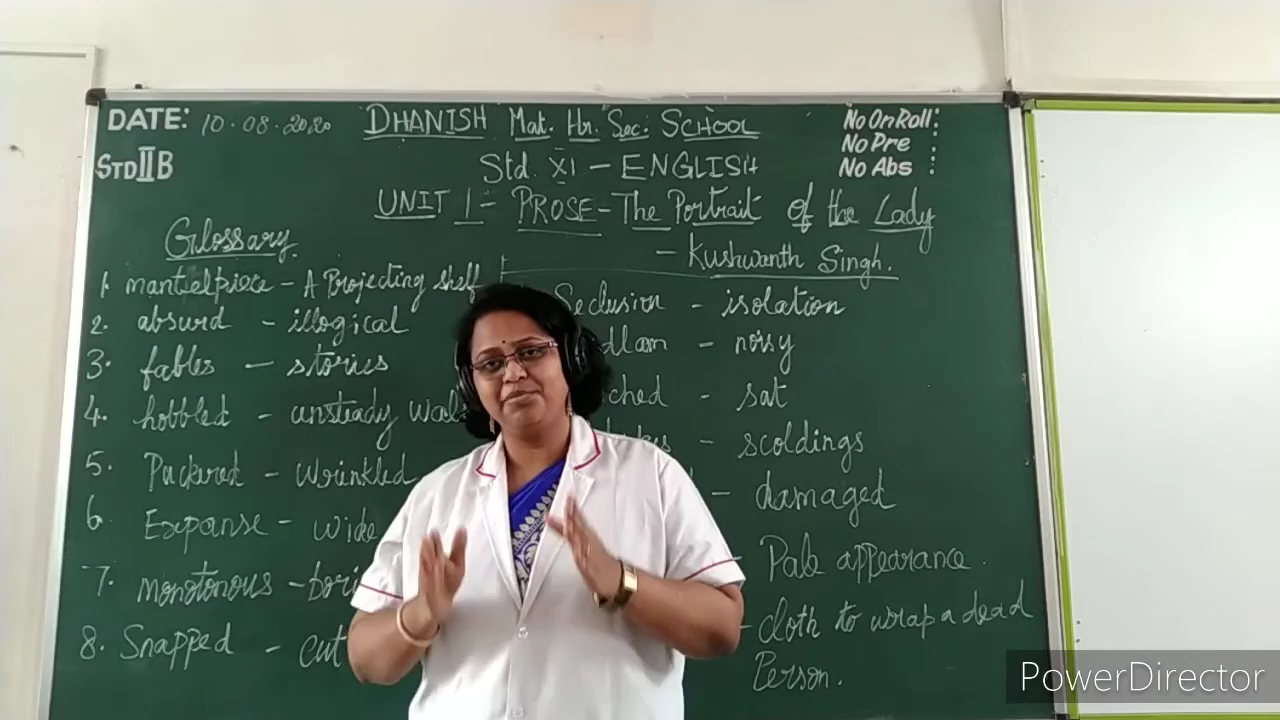 DATE: 10.08.2020
DHANISH Mat. Hr. Sec. SCHOOL
No On Roll:
No Pre :
No Abs :
STD II B
Std. XI - ENGLISH
UNIT 1 - PROSE - The Portrait of the Lady
- Kushwanth Singh.
Glossary
1. mantelpiece - A Projecting shelf
2. absurd - illogical
3. fables - stories
4. hobbled - unsteady
5. Puckered - wrinkled
6. Expanse - wide
7. monotonous
8. Snapped - cut
Seclusion - isolation
- noisy
- sat
- scoldings
- damaged
- Pale appearance.
- cloth to wrap a dead
Person.
PowerDirector